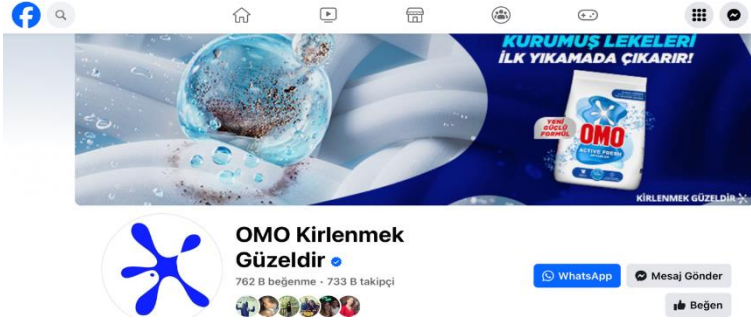 KURUMUŞ LEKELERİ
İLK YIKAMADA ÇIKARIR!
YENİ
GÜÇLÜ
FORMÜL
OMO
ACTIVE FRESH
KİRLENMEK GÜZELDİR
OMO Kirlenmek
Güzeldir
762 B beğenme • 733 B takipçi
WhatsApp
Mesaj Gönder
Beğen